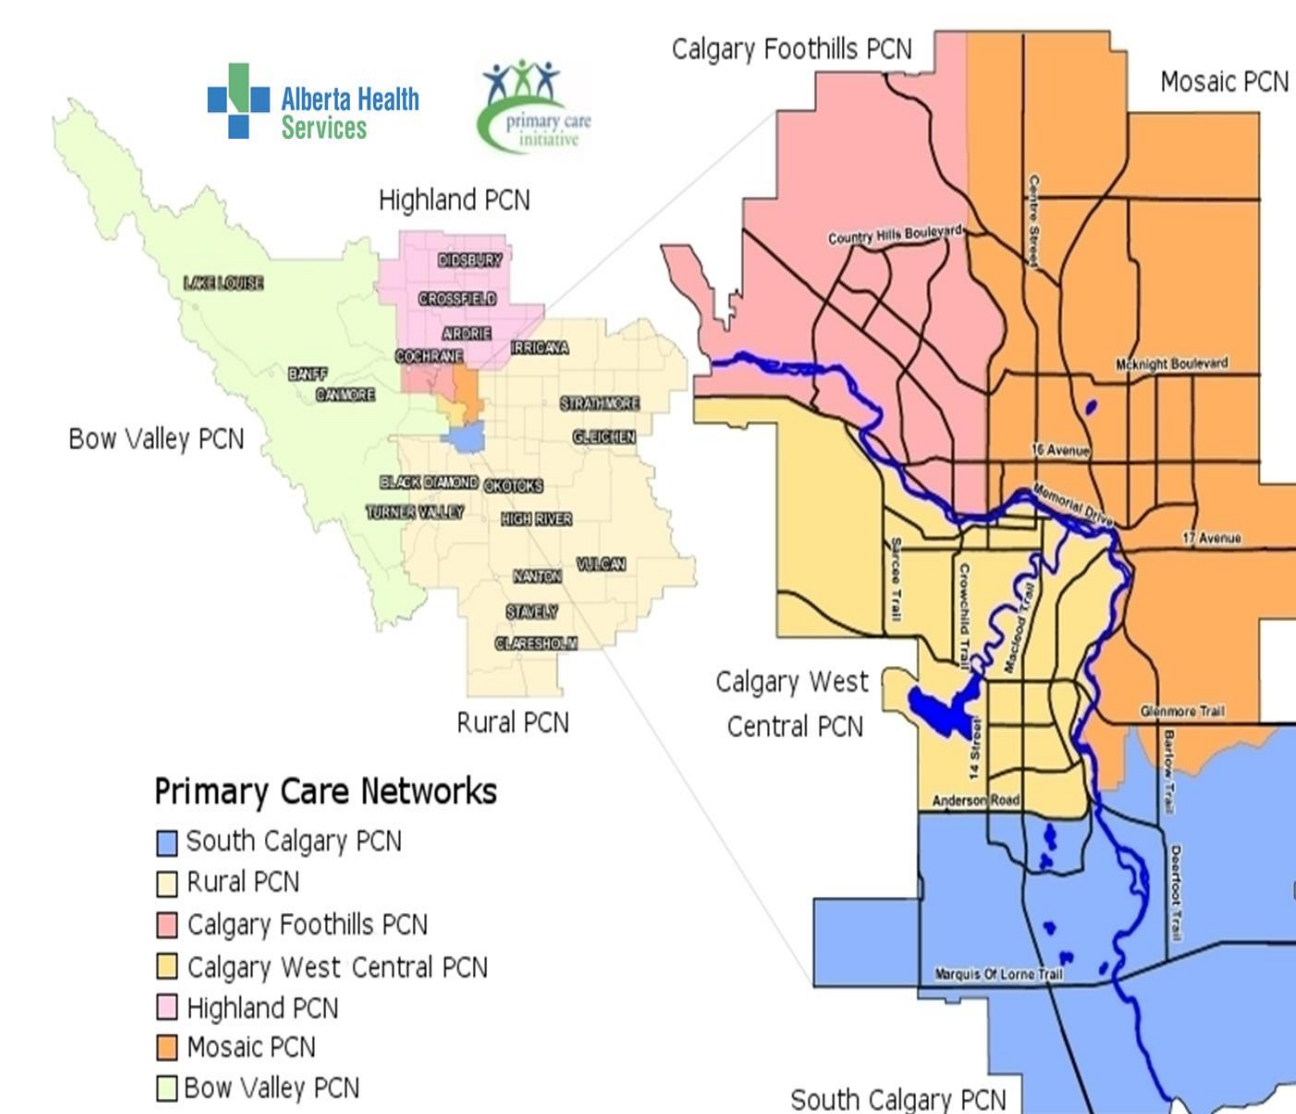 Calgary Foothills PCN
Mosaic PCN
Alberta Health
Services
primary care
initiative
Highland PCN
DIDSBURY
CROSSFIELD
AIRDRIE
IRRICANA
COCHRANE
LAKE LOUISE
BANFF
CANMORE
STRATHMORE
GLEICHEN
Bow Valley PCN
BLACK DIAMOND
OKOTOKS
TURNER VALLEY
HIGH RIVER
VULCAN
NANTON
STAVELY
CLARESHOLM
Rural PCN
Centre Street
Country Hills Boulevard
Mcknight Boulevard
16 Avenue
Memorial Drive
17 Avenue
Sarcee Trail
Crowchild Trail
Macleod Trail
Calgary West
Central PCN
Glenmore Trail
14 Street
Barlow Trail
Anderson Road
Deerfoot Trail
Marquis Of Lorne Trail
South Calgary PCN
Primary Care Networks
South Calgary PCN
Rural PCN
Calgary Foothills PCN
Calgary West Central PCN
Highland PCN
Mosaic PCN
Bow Valley PCN